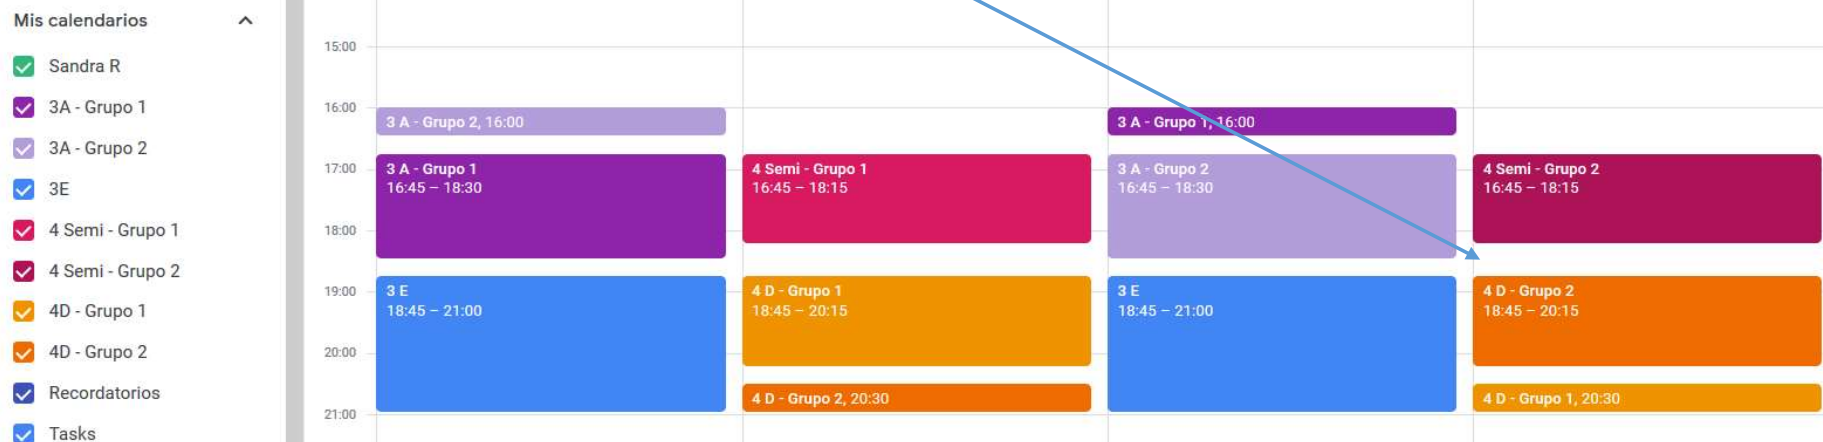 Mis calendarios
Sandra R
3A - Grupo 1
3A - Grupo 2
3E
4 Semi - Grupo 1
4 Semi - Grupo 2
4D - Grupo 1
4D - Grupo 2
Recordatorios
Tasks
15:00
16:00
17:00
18:00
19:00
20:00
21:00
3 A - Grupo 2, 16:00
3 A - Grupo 1
16:45 – 18:30
3 E
18:45 – 21:00
4 Semi - Grupo 1
16:45 – 18:15
4 D - Grupo 1
18:45 – 20:15
4 D - Grupo 2, 20:30
3 A - Grupo 1, 16:00
3 A - Grupo 2
16:45 – 18:30
3 E
18:45 – 21:00
4 Semi - Grupo 2
16:45 – 18:15
4 D - Grupo 2
18:45 – 20:15
4 D - Grupo 1, 20:30